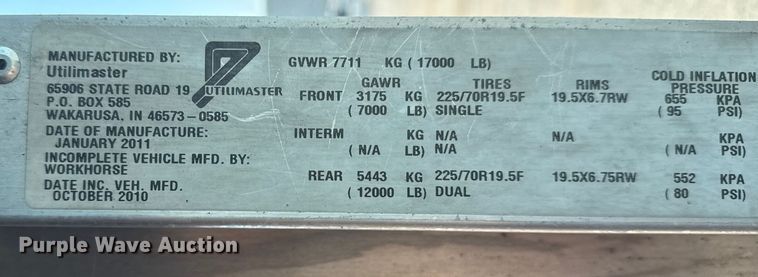 MANUFACTURED BY:
Utilimaster
65906 STATE ROAD 19
P.O. BOX 585
WAKARUSA, IN 46573-0585
DATE OF MANUFACTURE:
JANUARY 2011
INCOMPLETE VEHICLE MFD. BY:
WORKHORSE
DATE INC. VEH. MFD.
OCTOBER 2010
UTILIMASTER
GVWR 7711 KG ( 17000 LB)
GAWR TIRES RIMS COLD INFLATION
PRESSURE
FRONT 3175 KG 225/70R19.5F 19.5X6.7RW 655 KPA
( 7000 LB) SINGLE ( 95 PSI)
INTERM KG N/A N/A KPA
( N/A LB) N/A ( N/A PSI)
REAR 5443 KG 225/70R19.5F 19.5X6.75RW 552 KPA
( 12000 LB) DUAL ( 80 PSI)
Purple Wave Auction